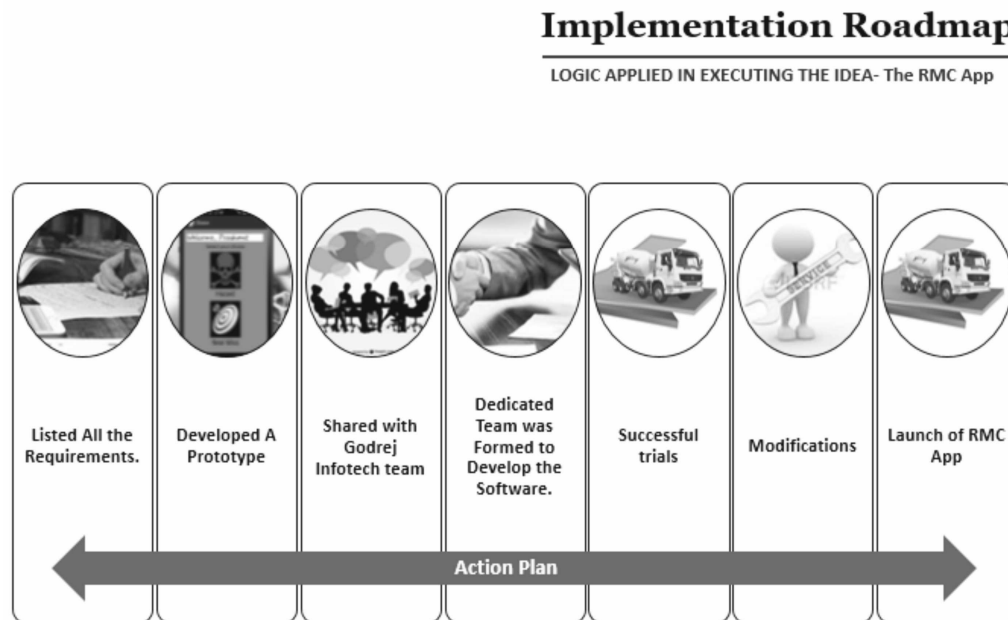 Implementation Roadmap
LOGIC APPLIED IN EXECUTING THE IDEA- The RMC App
SERVICE
Listed All the
Requirements.
Developed A
Prototype
Shared with
Godrej
Infotech team
Dedicated
Team was
Formed to
Develop the
Software.
Successful
trials
Modifications
Launch of RMC
App
Action Plan